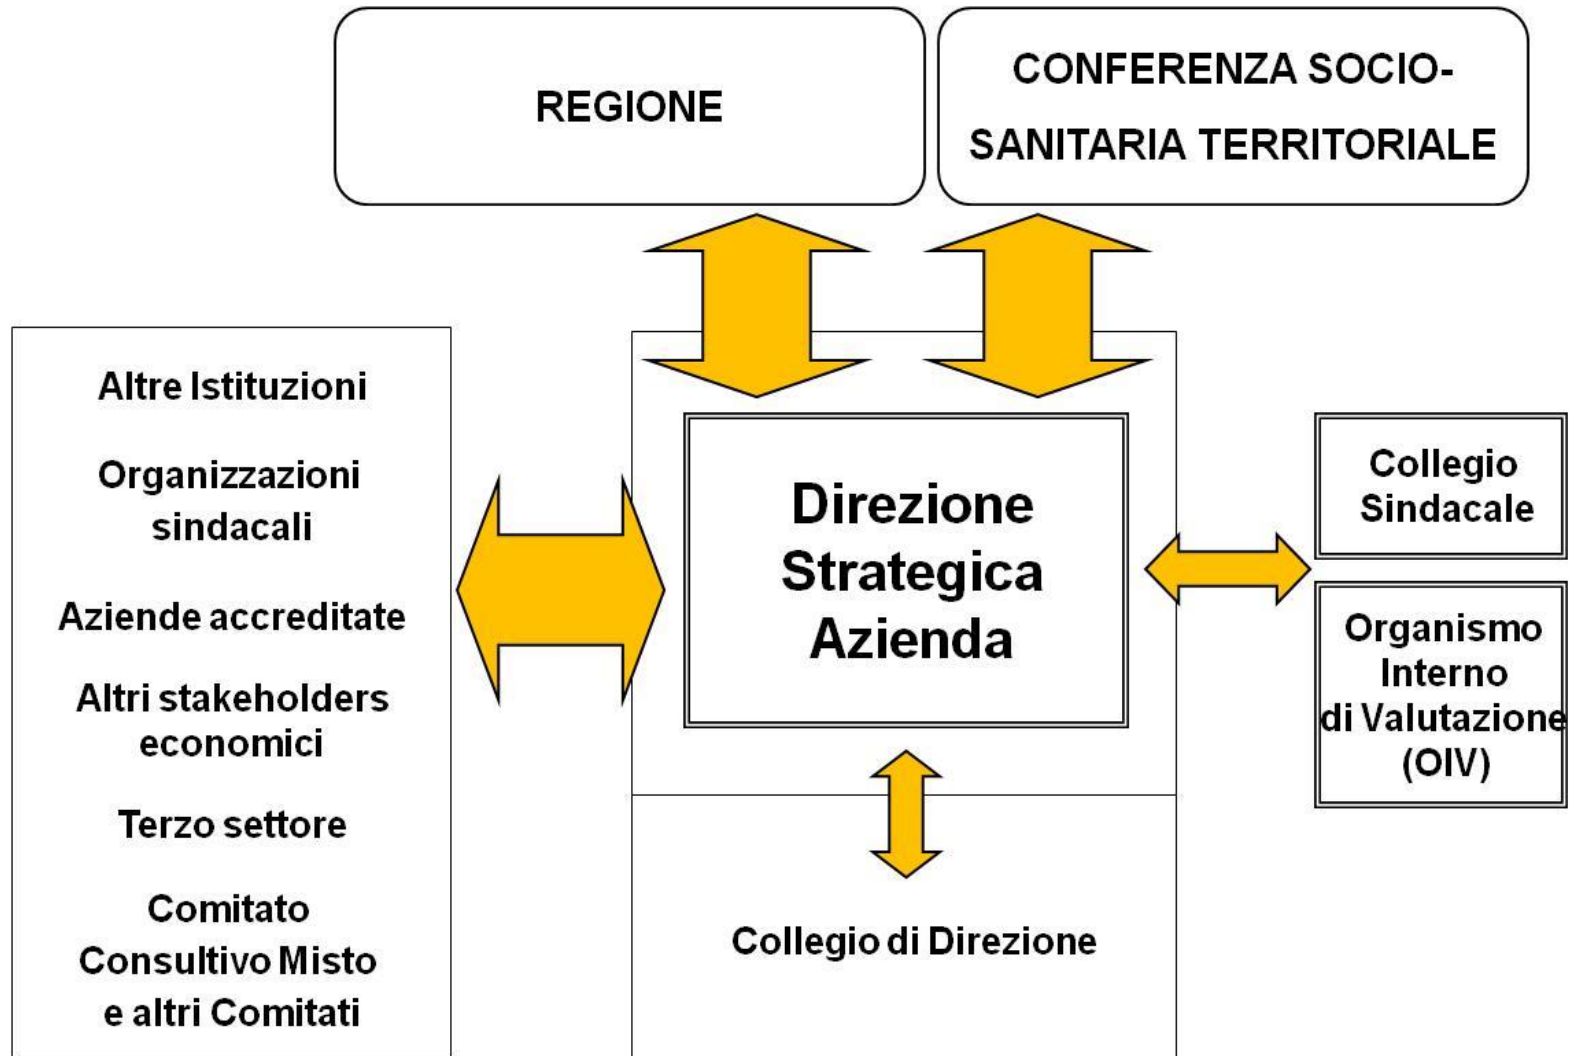 REGIONE
CONFERENZA SOCIO-
SANITARIA TERRITORIALE
Altre Istituzioni
Organizzazioni
sindacali
Aziende accreditate
Altri stakeholders
economici
Terzo settore
Comitato
Consultivo Misto
e altri Comitati
Direzione
Strategica
Azienda
Collegio di Direzione
Collegio
Sindacale
Organismo
Interno
di Valutazione
(OIV)